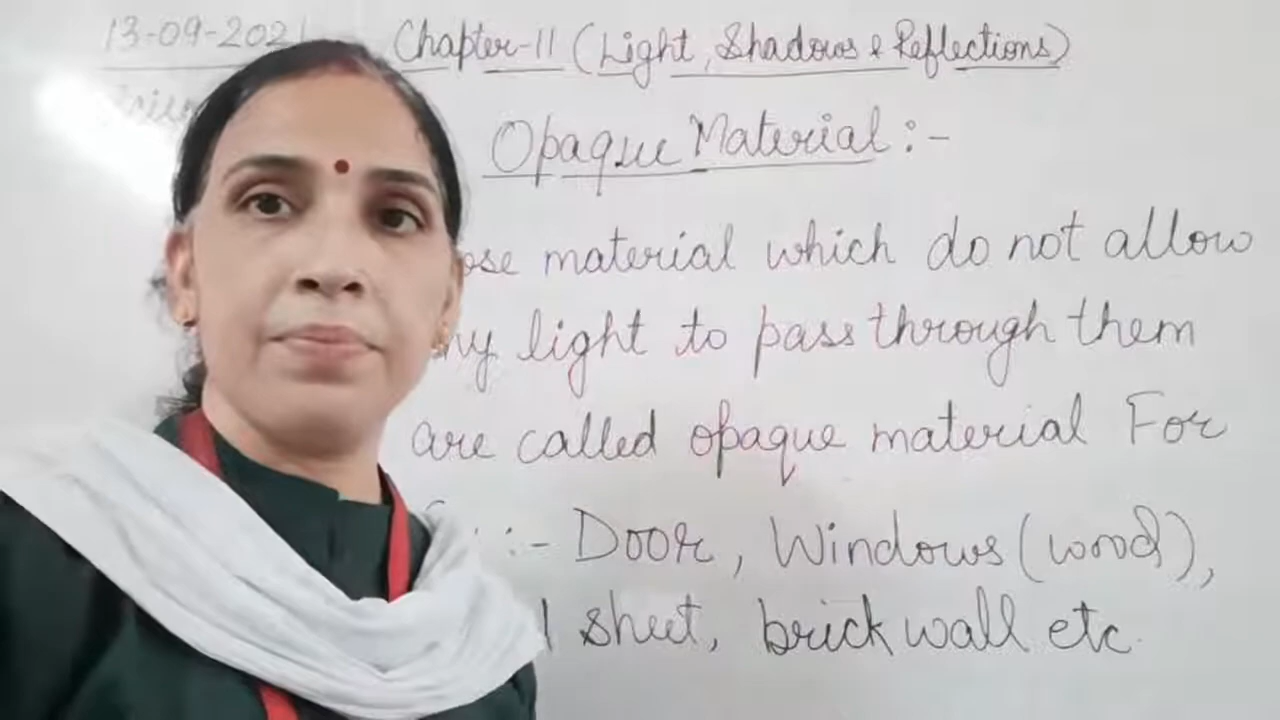 13-09-2021 Chapter-11 (Light, Shadows & Reflections)
Opaque Material :-
material which do not allow
light to pass through them
are called opaque material For
:- Door, Windows (wood),
sheet, brick wall etc.